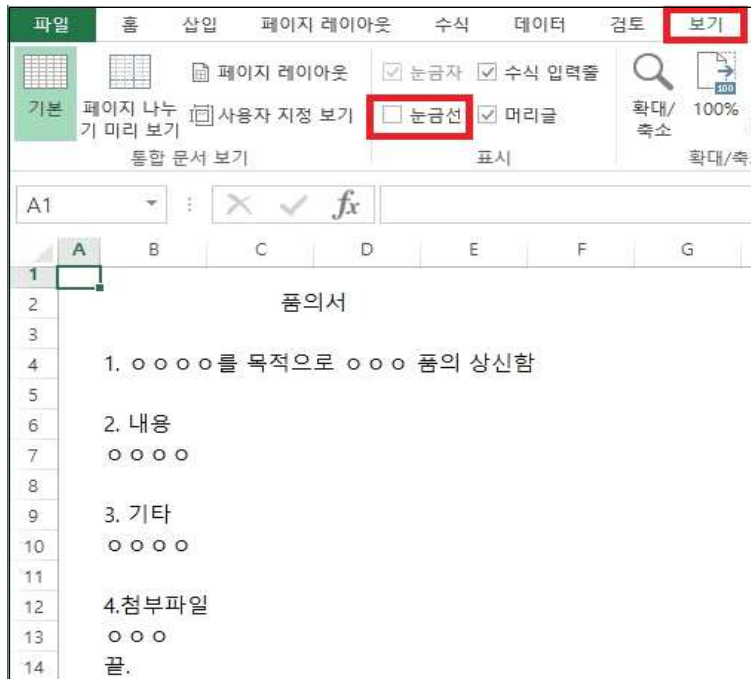 파일 홈 삽입 페이지 레이아웃 수식 데이터 검토 보기
기본
페이지 나누
기 미리 보기
페이지 레이아웃
사용자 지정 보기
통합 문서 보기
눈금자 수식 입력줄
눈금선 머리글
표시
확대/
축소
100
100%
확대/축
A1 fx
A B C D E F G
1
2 품의서
3
4 1. ㅇㅇㅇㅇ를 목적으로 ㅇㅇㅇ 품의 상신함
5
6 2. 내용
7 ㅇㅇㅇㅇ
8
9 3. 기타
10 ㅇㅇㅇㅇ
11
12 4.첨부파일
13 ㅇㅇㅇ
14 끝.